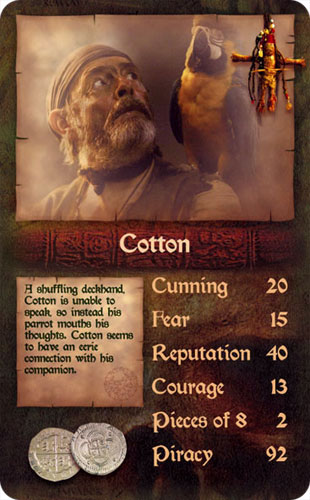 Cotton
A shuffling deckhand,
Cotton is unable to
speak, so instead his
parrot mouths his
thoughts. Cotton seems
to have an eerie
connection with his
companion.
Cunning 20
Fear 15
Reputation 40
Courage 13
Pieces of 8 2
Piracy 92